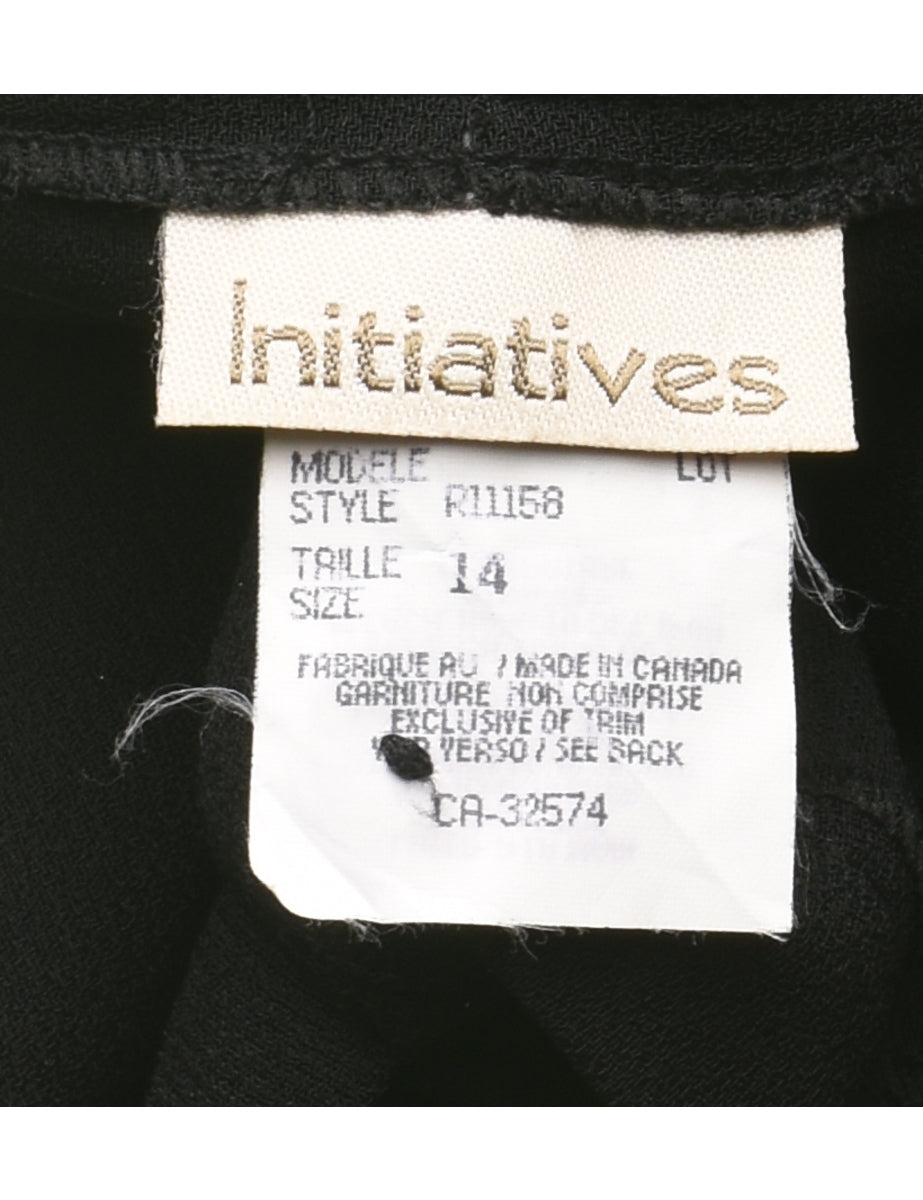 Initiatives
MODELE LOT
STYLE R11158
TAILLE 14
SIZE
FABRIQUE AU / MADE IN CANADA
GARNITURE NON COMPRISE
EXCLUSIVE OF TRIM
VERSO / SEE BACK
CA-32574